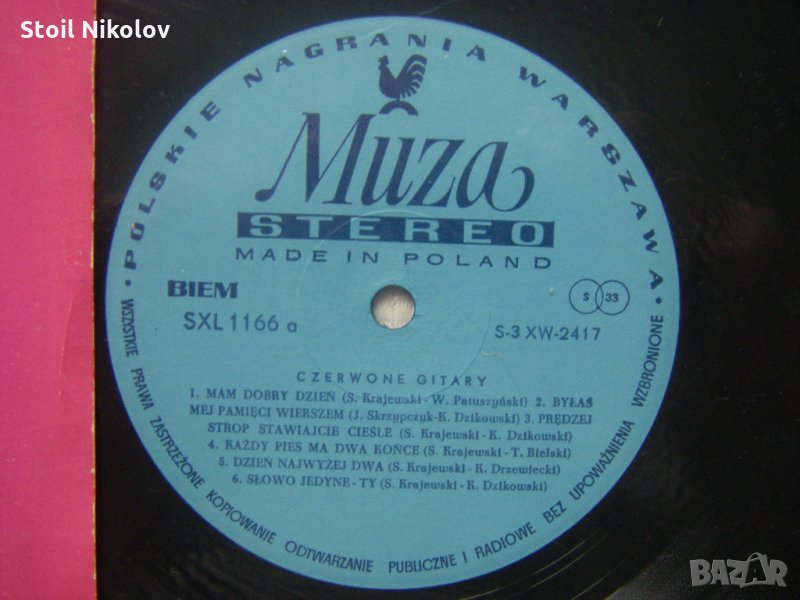 Stoil Nikolov
• POLSKIE NAGRANIA WARSZAWA •
Muza
STEREO
MADE IN POLAND
BIEM
S 33
SXL 1166 a
S-3 XW-2417
CZERWONE GITARY
1. MAM DOBRY DZIEŃ (S. Krajewski - W. Patuszyński) 2. BYŁAŚ
MEJ PAMIĘCI WIERSZEM (J. Skrzypczyk-K. Dzikowski) 3. PRĘDZEJ
STROP STAWIAJCIE CIEŚLE (S. Krajewski - K. Dzikowski)
4. KAŻDY PIES MA DWA KOŃCE (S. Krajewski - T. Bielski)
5. DZIEŃ NAJWYŻEJ DWA (S. Krajewski - K. Drzewiecki)
6. SŁOWO JEDYNE - TY (S. Krajewski - K. Dzikowski)
WSZYSTKIE PRAWA ZASTRZEŻONE KOPIOWANIE ODTWARZANIE PUBLICZNE I RADIOWE BEZ UPOWAŻNIENIA WZBRONIONE
BAZAR